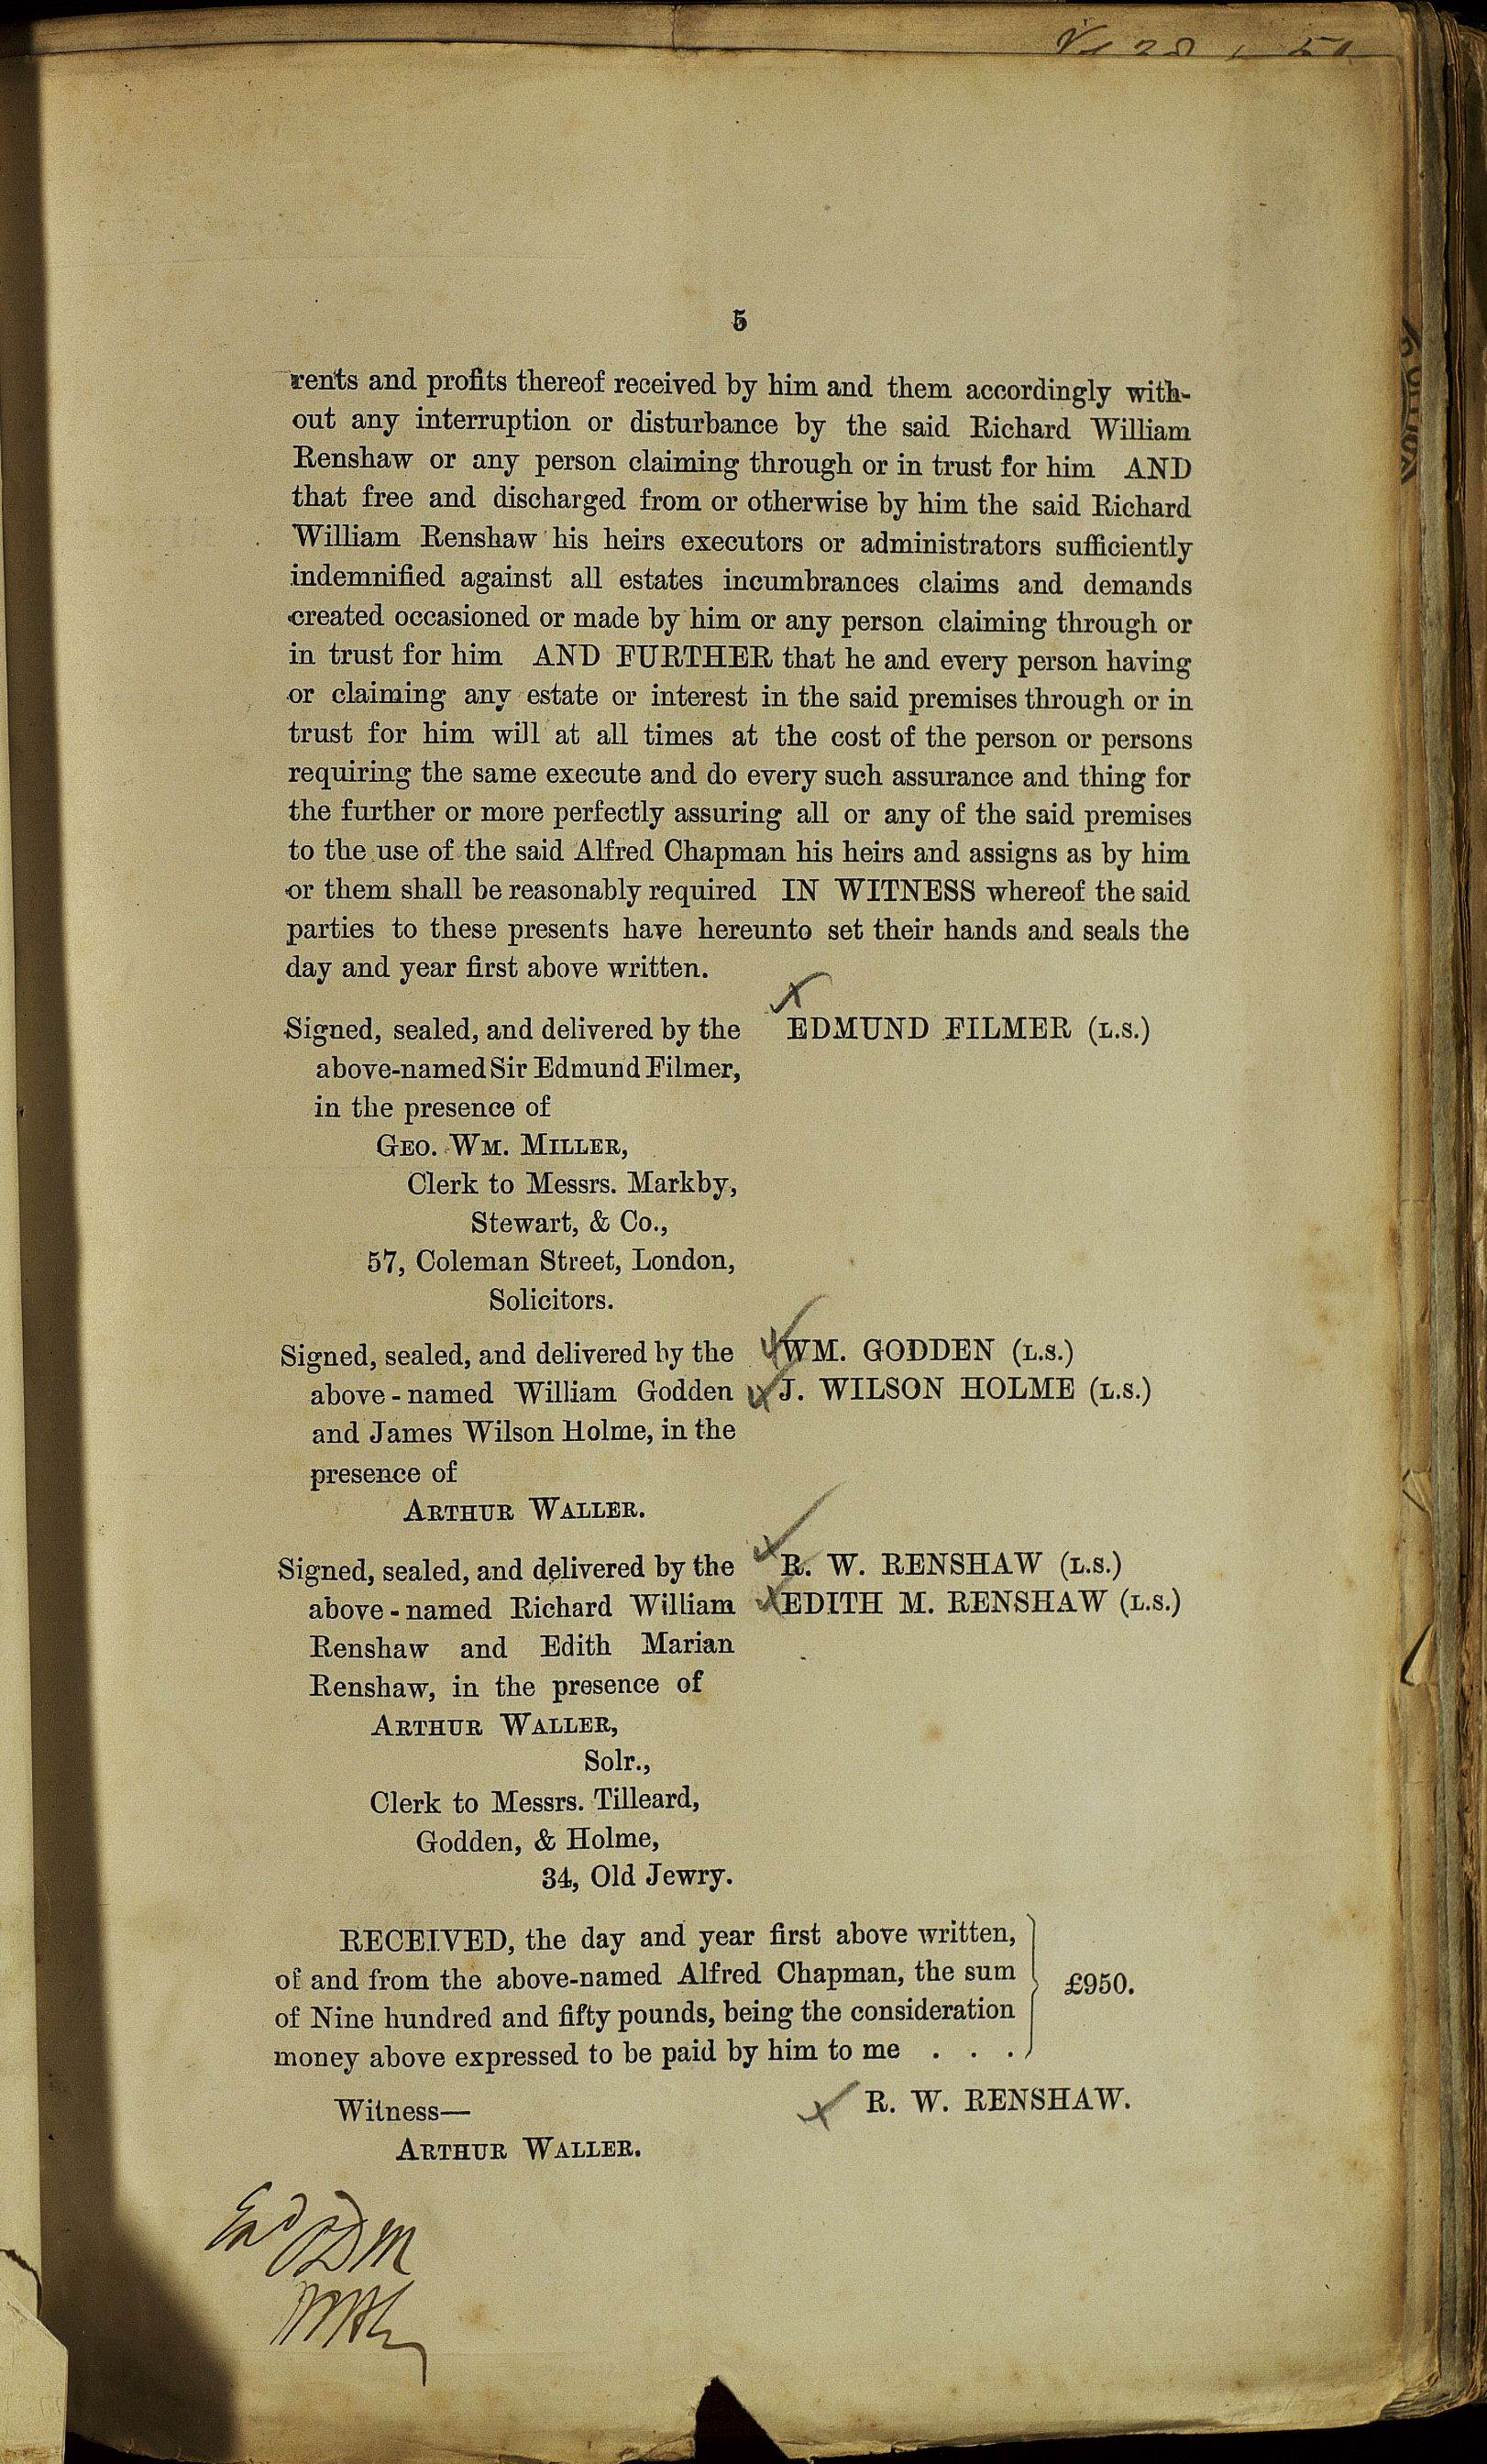 5
rents and profits thereof received by him and them accordingly with-
out any interruption or disturbance by the said Richard William
Renshaw or any person claiming through or in trust for him AND
that free and discharged from or otherwise by him the said Richard
William Renshaw his heirs executors or administrators sufficiently
indemnified against all estates incumbrances claims and demands
created occasioned or made by him or any person claiming through or
in trust for him AND FURTHER that he and every person having
or claiming any estate or interest in the said premises through or in
trust for him will at all times at the cost of the person or persons
requiring the same execute and do every such assurance and thing for
the further or more perfectly assuring all or any of the said premises
to the use of the said Alfred Chapman his heirs and assigns as by him
or them shall be reasonably required IN WITNESS whereof the said
parties to these presents have hereunto set their hands and seals the
day and year first above written.
Signed, sealed, and delivered by the EDMUND FILMER (L.S.)
above-named Sir Edmund Filmer,
in the presence of
GEO. WM. MILLER,
Clerk to Messrs. Markby,
Stewart, & Co.,
57, Coleman Street, London,
Solicitors.
Signed, sealed, and delivered by the WM. GODDEN (L.S.)
above-named William Godden J. WILSON HOLME (L.S.)
and James Wilson Holme, in the
presence of
ARTHUR WALLER.
Signed, sealed, and delivered by the R. W. RENSHAW (L.S.)
above-named Richard William EDITH M. RENSHAW (L.S.)
Renshaw and Edith Marian
Renshaw, in the presence of
ARTHUR WALLER,
Solr.,
Clerk to Messrs. Tilleard,
Godden, & Holme,
34, Old Jewry.
RECEIVED, the day and year first above written,
of and from the above-named Alfred Chapman, the sum £950.
of Nine hundred and fifty pounds, being the consideration
money above expressed to be paid by him to me . . .
Witness— R. W. RENSHAW.
ARTHUR WALLER.